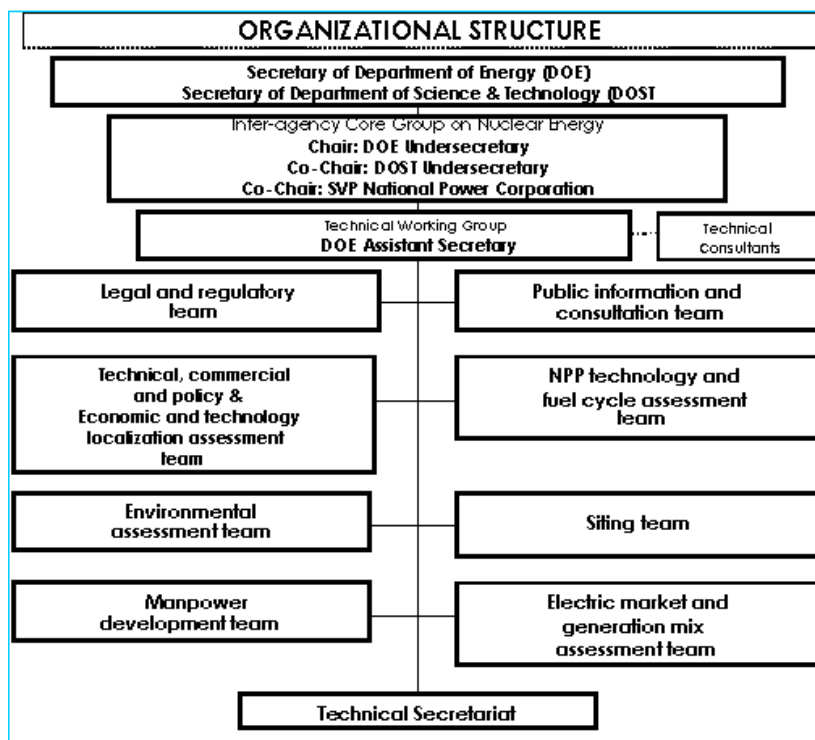 ORGANIZATIONAL STRUCTURE
Secretary of Department of Energy (DOE)
Secretary of Department of Science & Technology (DOST
Inter-agency Core Group on Nuclear Energy
Chair: DOE Undersecretary
Co-Chair: DOST Undersecretary
Co-Chair: SVP National Power Corporation
Technical Working Group
DOE Assistant Secretary
Technical
Consultants
Legal and regulatory
team
Public information and
consultation team
Technical, commercial
and policy &
Economic and technology
localization assessment
team
NPP technology and
fuel cycle assessment
team
Environmental
assessment team
Siting team
Manpower
development team
Electric market and
generation mix
assessment team
Technical Secretariat